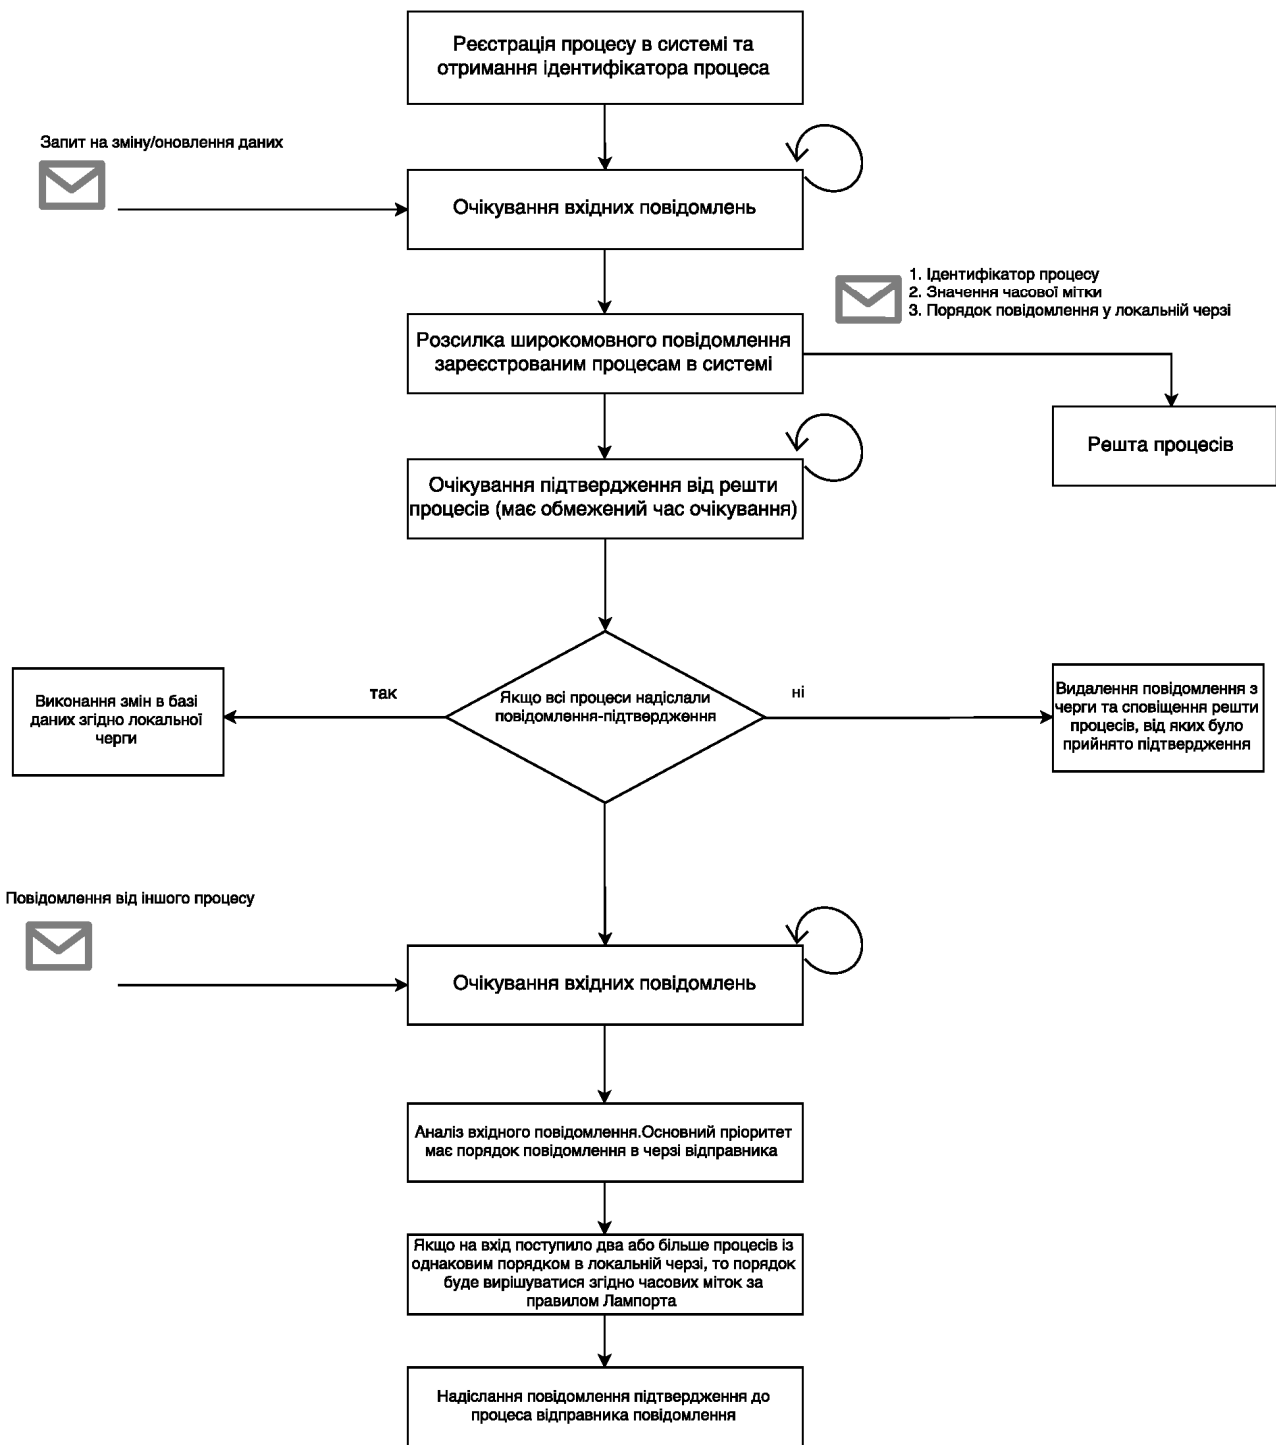 Реєстрація процесу в системі та
отримання ідентифікатора процеса
Запит на зміну/оновлення даних
Очікування вхідних повідомлень
1. Ідентифікатор процесу
2. Значення часової мітки
3. Порядок повідомлення у локальній черзі
Розсилка широкомовного повідомлення
зареєстрованим процесам в системі
Решта процесів
Очікування підтвердження від решти
процесів (має обмежений час очікування)
Якщо всі процеси надіслали
повідомлення-підтвердження
так
ні
Виконання змін в базі
даних згідно локальної
черги
Видалення повідомлення з
черги та сповіщення решти
процесів, від яких було
прийнято підтвердження
Повідомлення від іншого процесу
Очікування вхідних повідомлень
Аналіз вхідного повідомлення.Основний пріоритет
має порядок повідомлення в черзі відправника
Якщо на вхід поступило два або більше процесів із
однаковим порядком в локальній черзі, то порядок
буде вирішуватися згідно часових міток за
правилом Лампорта
Надіслання повідомлення підтвердження до
процеса відправника повідомлення